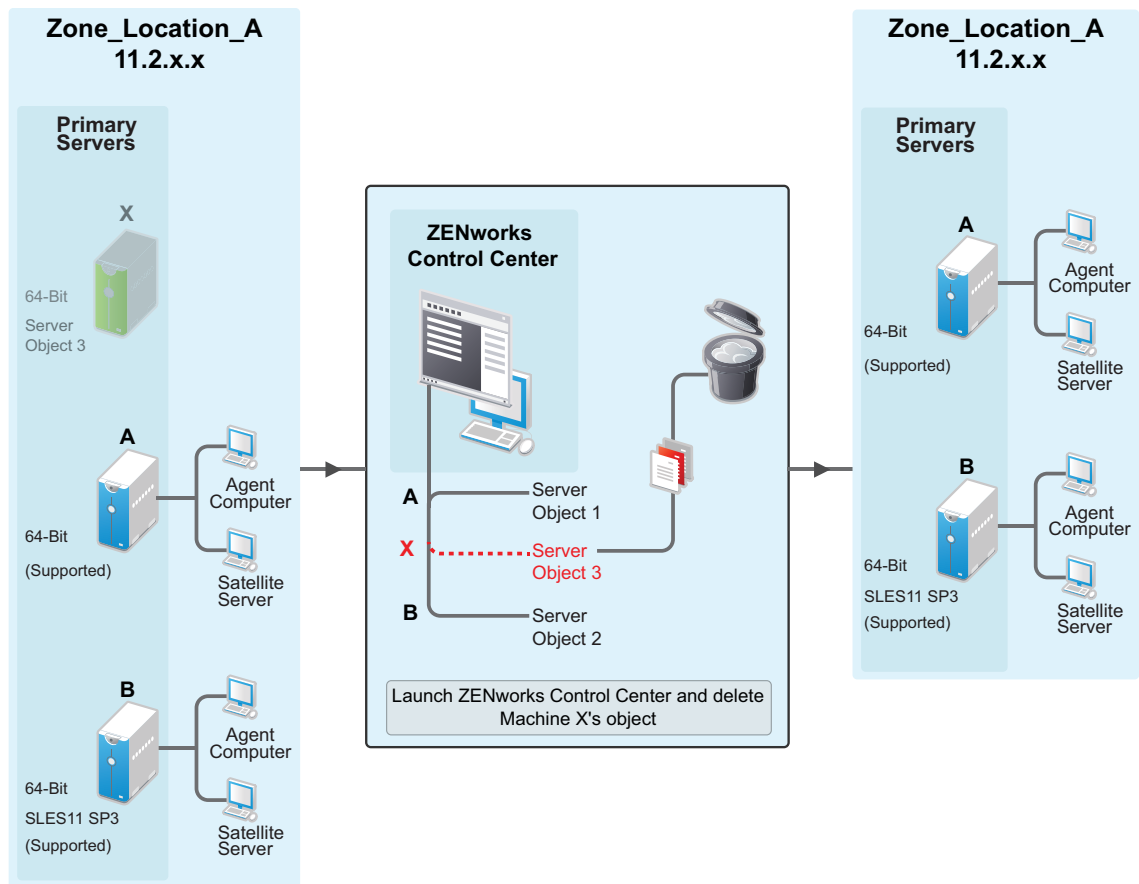 Zone_Location_A
11.2.x.x
Primary
Servers
X
64-Bit
Server
Object 3
A
64-Bit
(Supported)
Agent
Computer
Satellite
Server
B
64-Bit
SLES11 SP3
(Supported)
Agent
Computer
Satellite
Server
ZENworks
Control Center
A
Server
Object 1
X
Server
Object 3
B
Server
Object 2
Launch ZENworks Control Center and delete
Machine X's object
Zone_Location_A
11.2.x.x
Primary
Servers
A
64-Bit
(Supported)
Agent
Computer
Satellite
Server
B
64-Bit
SLES11 SP3
(Supported)
Agent
Computer
Satellite
Server